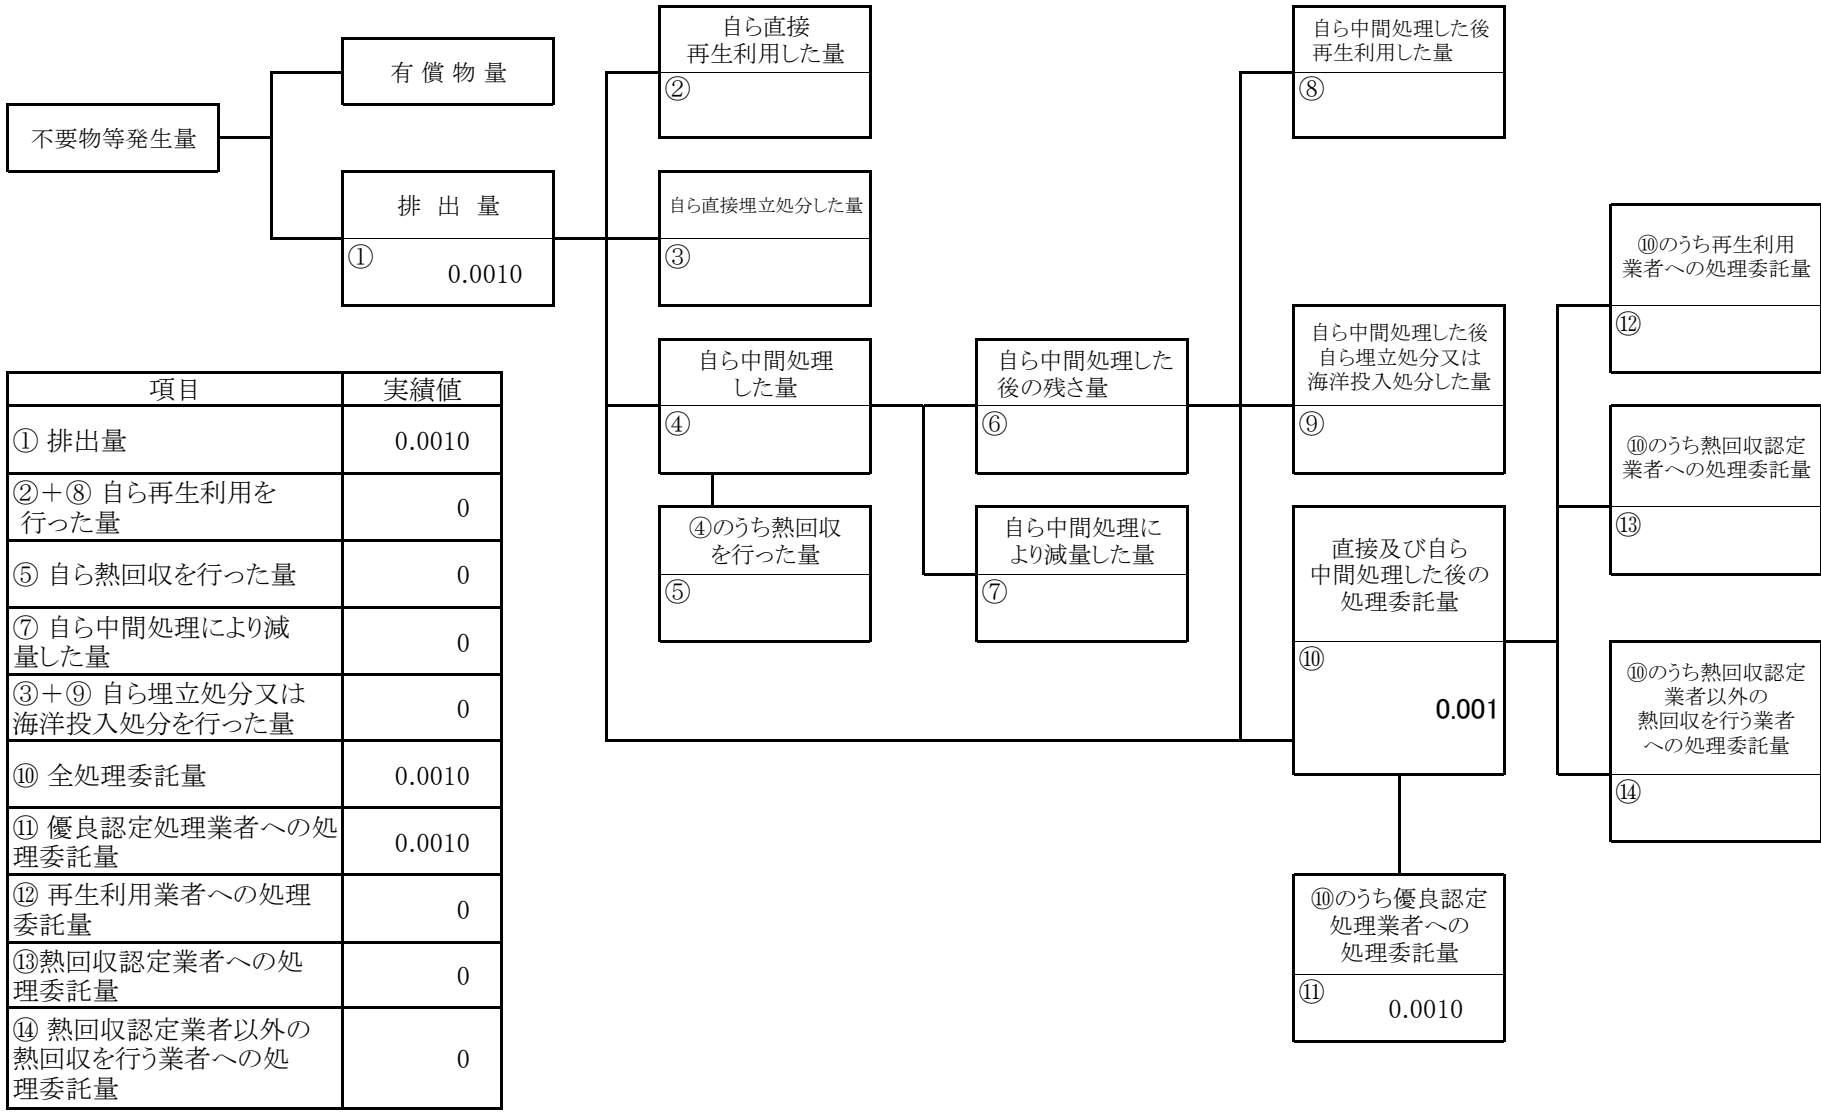 不要物等発生量
有 償 物 量
排 出 量
①
0.0010
自ら直接
再生利用した量
②
自ら直接埋立処分した量
③
自ら中間処理
した量
④
④のうち熱回収
を行った量
⑤
自ら中間処理した
後の残さ量
⑥
自ら中間処理に
より減量した量
⑦
自ら中間処理した後
再生利用した量
⑧
自ら中間処理した後
自ら埋立処分又は
海洋投入処分した量
⑨
直接及び自ら
中間処理した後の
処理委託量
⑩
0.001
⑩のうち優良認定
処理業者への
処理委託量
⑪
0.0010
⑩のうち再生利用
業者への処理委託量
⑫
⑩のうち熱回収認定
業者への処理委託量
⑬
⑩のうち熱回収認定
業者以外の
熱回収を行う業者
への処理委託量
⑭
項目 実績値
① 排出量 0.0010
②+⑧ 自ら再生利用を
行った量 0
⑤ 自ら熱回収を行った量 0
⑦ 自ら中間処理により減
量した量 0
③+⑨ 自ら埋立処分又は
海洋投入処分を行った量 0
⑩ 全処理委託量 0.0010
⑪ 優良認定処理業者への処
理委託量 0.0010
⑫ 再生利用業者への処理
委託量 0
⑬熱回収認定業者への処
理委託量 0
⑭ 熱回収認定業者以外の
熱回収を行う業者への処
理委託量 0